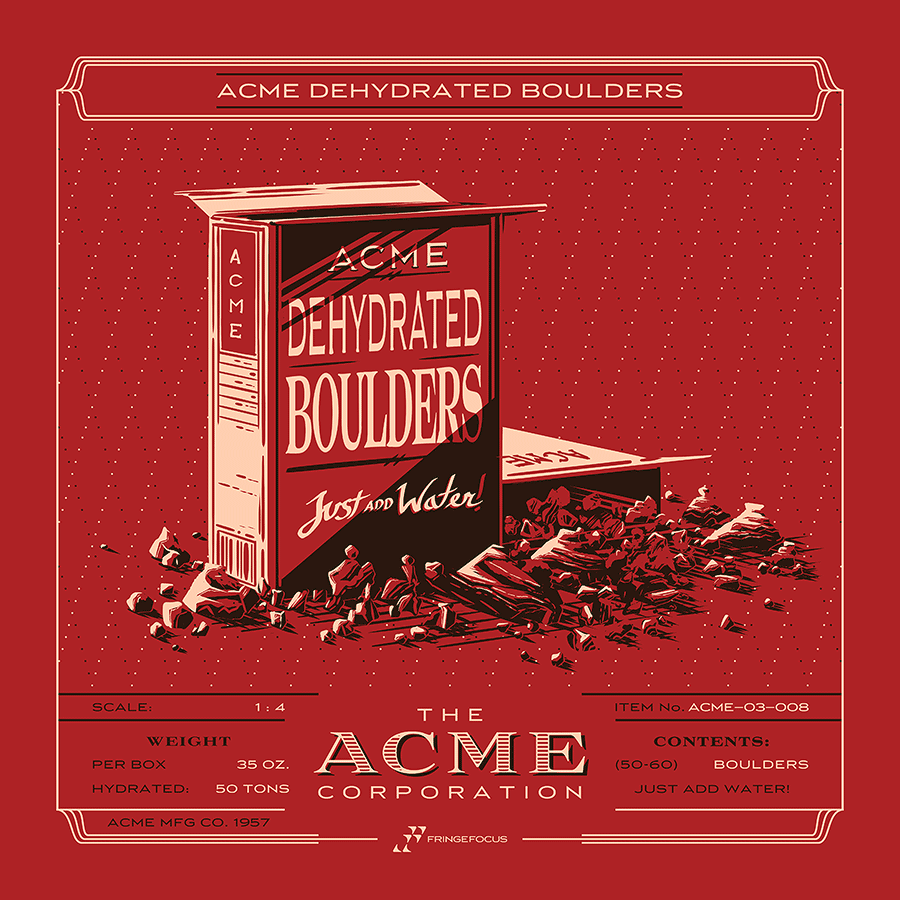 ACME DEHYDRATED BOULDERS
ACME
ACME
DEHYDRATED
BOULDERS
Just ADD Water!
ACME
SCALE: 1 : 4
WEIGHT
PER BOX 35 OZ.
HYDRATED: 50 TONS
ACME MFG CO. 1957
THE
ACME
CORPORATION
FRINGEFOCUS
ITEM No. ACME-03-008
CONTENTS:
(50-60) BOULDERS
JUST ADD WATER!